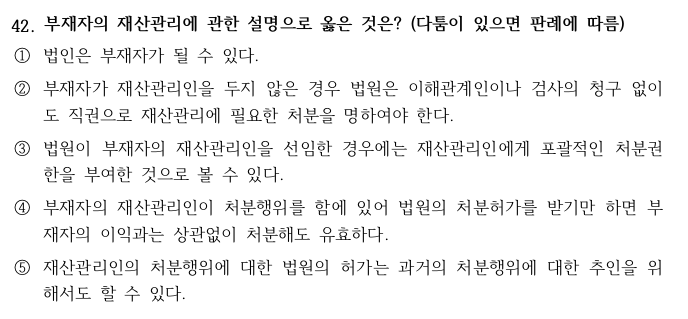 42. 부재자의 재산관리에 관한 설명으로 옳은 것은? (다툼이 있으면 판례에 따름)
① 법인은 부재자가 될 수 있다.
② 부재자가 재산관리인을 두지 않은 경우 법원은 이해관계인이나 검사의 청구 없이
도 직권으로 재산관리에 필요한 처분을 명하여야 한다.
③ 법원이 부재자의 재산관리인을 선임한 경우에는 재산관리인에게 포괄적인 처분권
한을 부여한 것으로 볼 수 있다.
④ 부재자의 재산관리인이 처분행위를 함에 있어 법원의 처분허가를 받기만 하면 부
재자의 이익과는 상관없이 처분해도 유효하다.
⑤ 재산관리인의 처분행위에 대한 법원의 허가는 과거의 처분행위에 대한 추인을 위
해서도 할 수 있다.